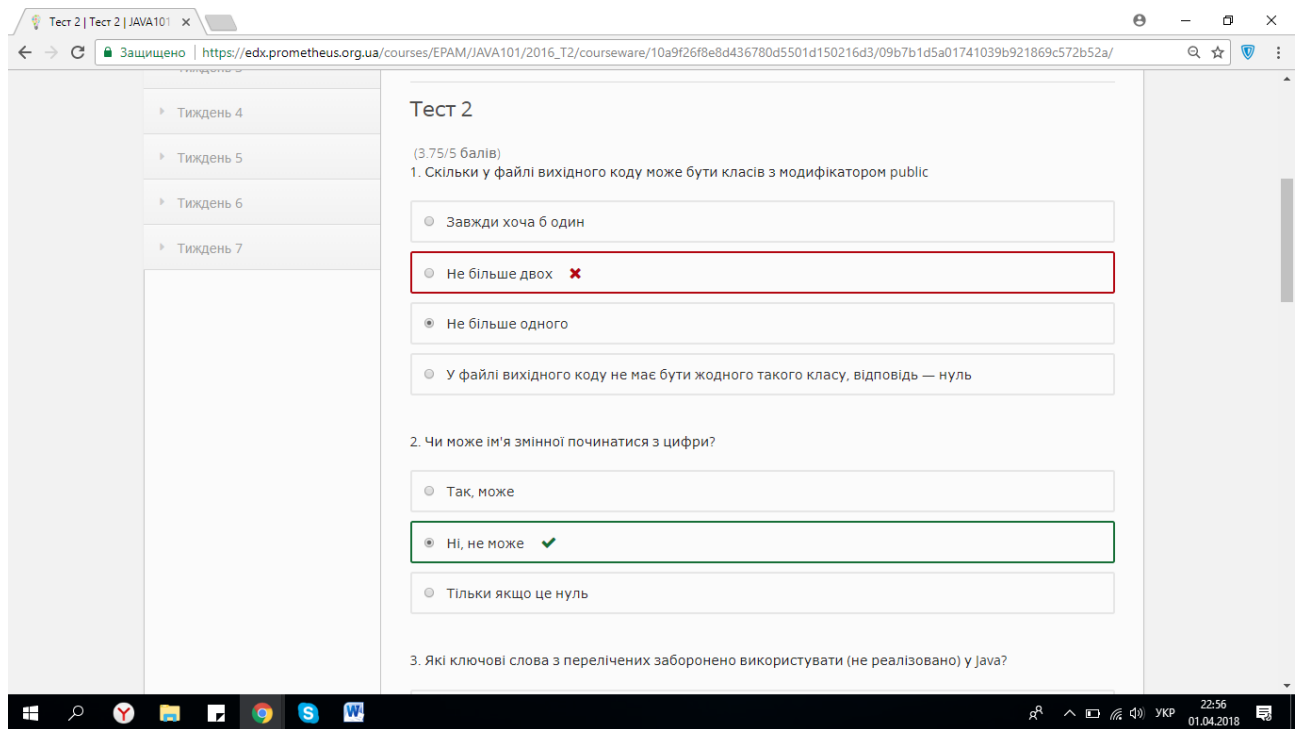 Тест 2 | Тест 2 | JAVA101
Защищено | https://edx.prometheus.org.ua/courses/EPAM/JAVA101/2016_T2/courseware/10a9f26f8e8d436780d5501d150216d3/09b7b1d5a01741039b921869c572b52a/
Тиждень 4
Тиждень 5
Тиждень 6
Тиждень 7
Тест 2
(3.75/5 балів)
1. Скільки у файлі вихідного коду може бути класів з модифікатором public
Завжди хоча б один
Не більше двох
Не більше одного
У файлі вихідного коду не має бути жодного такого класу, відповідь — нуль
2. Чи може ім'я змінної починатися з цифри?
Так, може
Ні, не може
Тільки якщо це нуль
3. Які ключові слова з перелічених заборонено використувати (не реалізовано) у Java?
УКР
22:56
01.04.2018